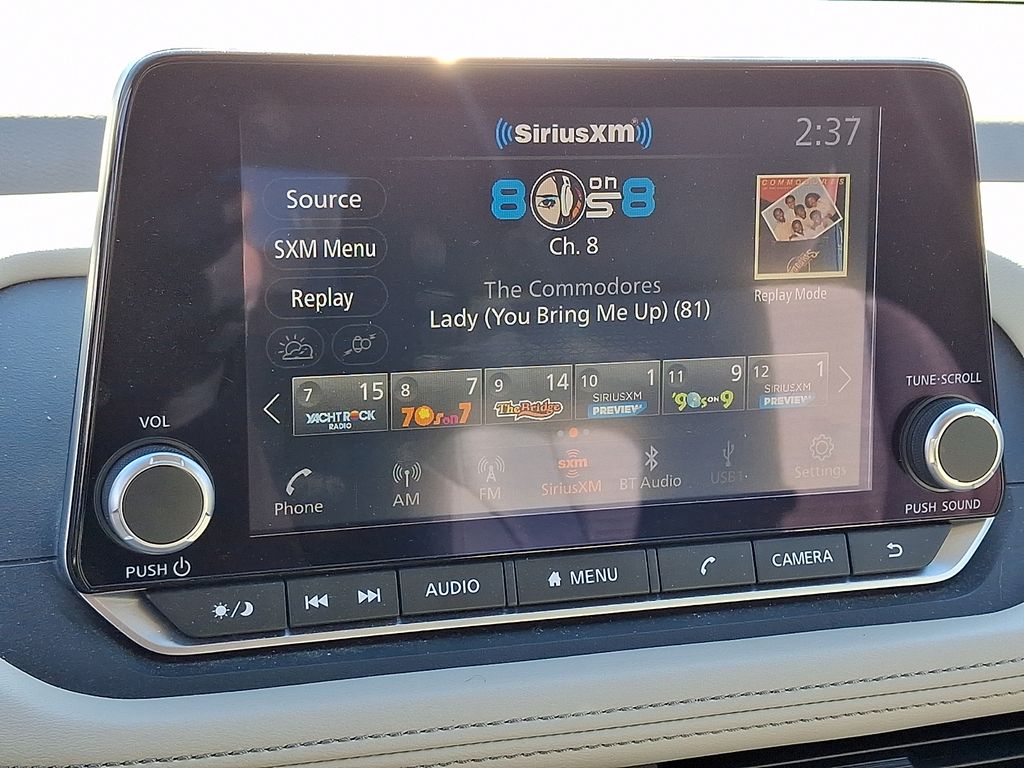 SiriusXM
2:37
Source
SXM Menu
Replay
8 on 8
Ch. 8
COMMODORES
Replay Mode
The Commodores
Lady (You Bring Me Up) (81)
7 15
YACHT ROCK
RADIO
8 7
70s on 7
9 14
The Bridge
10 1
SIRIUSXM
PREVIEW
11 9
'90s ON 9
12 1
SIRIUSXM
PREVIEW
Phone
AM
FM
sxm
SiriusXM
BT Audio
USB1
Settings
VOL
PUSH
TUNE·SCROLL
PUSH SOUND
AUDIO
MENU
CAMERA